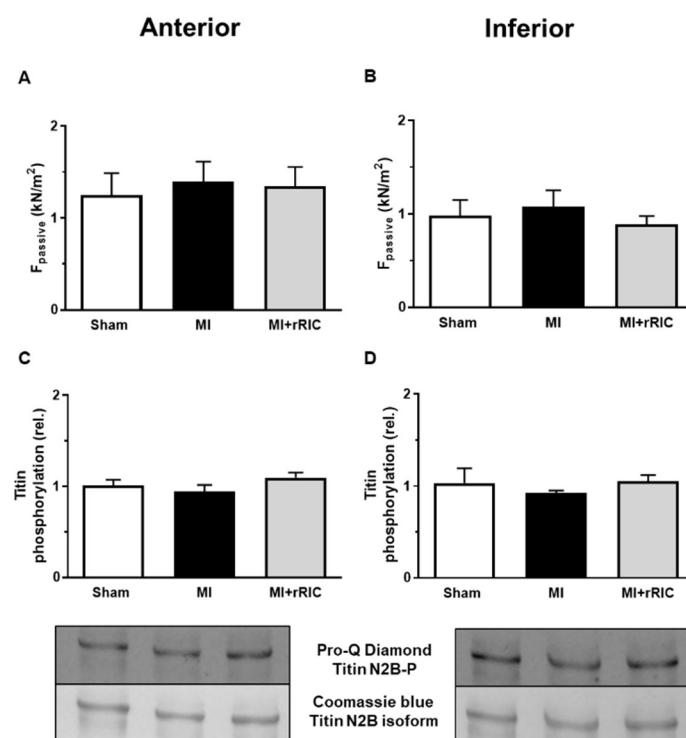 Anterior
Inferior
A
B
F passive (kN/m²)
2
1
0
Sham
MI
MI+rRIC
F passive (kN/m²)
2
1
0
Sham
MI
MI+rRIC
C
D
Titin
phosphorylation (rel.)
2
1
0
Sham
MI
MI+rRIC
Titin
phosphorylation (rel.)
2
1
0
Sham
MI
MI+rRIC
Pro-Q Diamond
Titin N2B-P
Coomassie blue
Titin N2B isoform